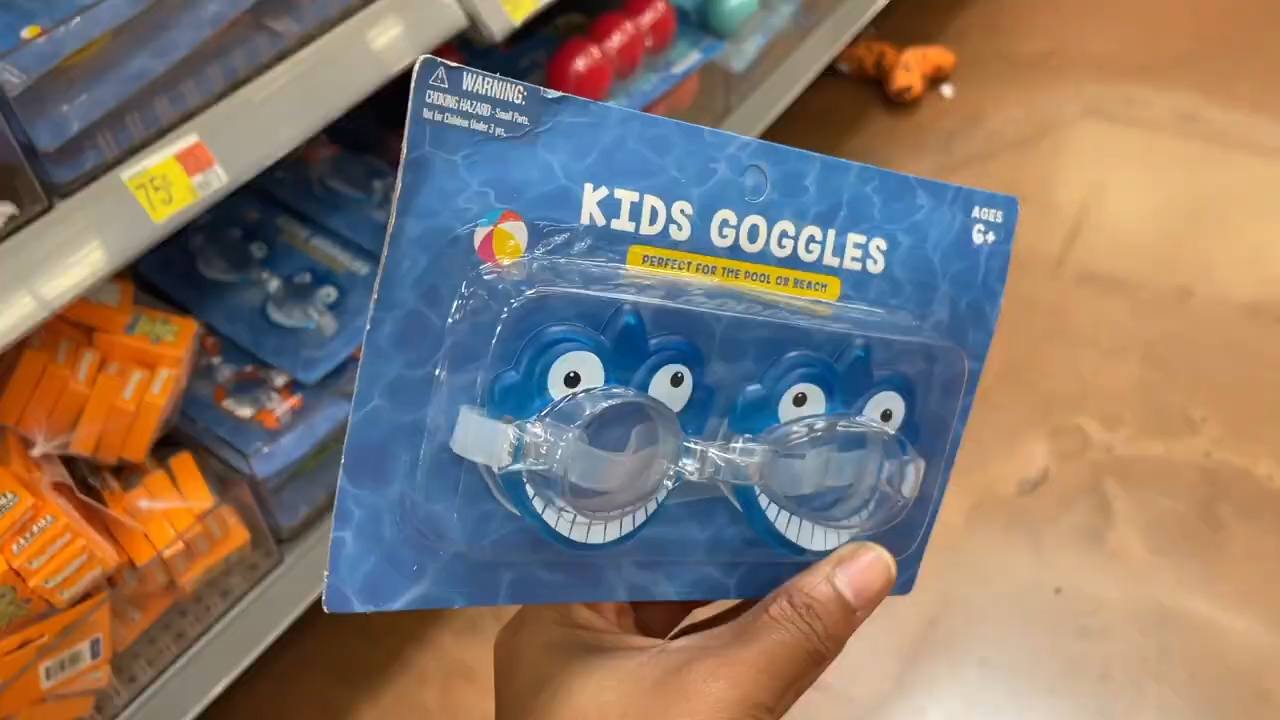 WARNING:
CHOKING HAZARD - Small Parts.
Not for Children Under 3 yrs.
KIDS GOGGLES
PERFECT FOR THE POOL OR BEACH
AGES
6+
75¢